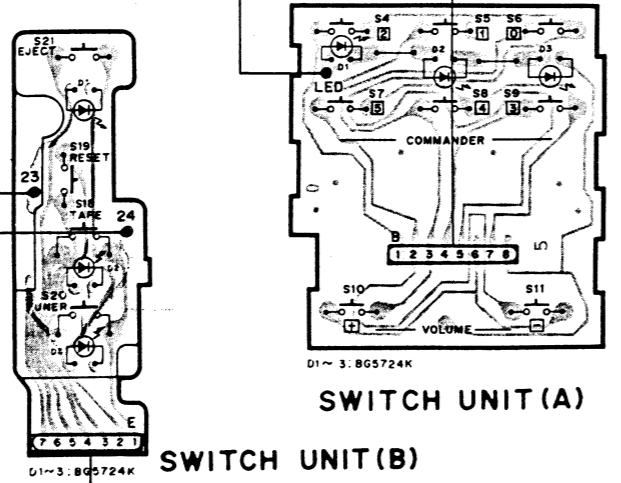 S21
EJECT
D1
S19
RESET
23
S18
TAPE
24
D2
S20
D3
E
7 6 5 4 3 2 1
D1~3:BG5724K
SWITCH UNIT(B)
S4 2
S5 1
S6 0
D1
D2
D3
LED
S7 5
S8 4
S9 3
COMMANDER
B
1 2 3 4 5 6 7 8
S10
S11
+ VOLUME -
D1~3:BG5724K
SWITCH UNIT(A)